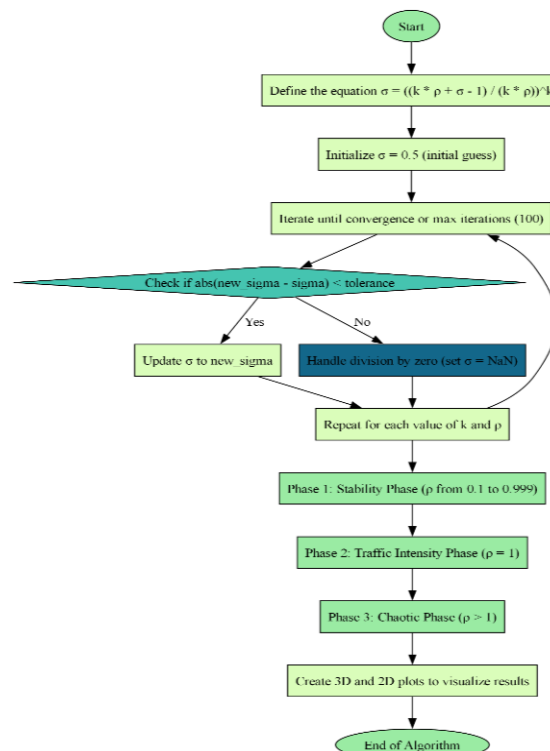 Start
Define the equation σ = ((k * ρ + σ - 1) / (k * ρ))^k
Initialize σ = 0.5 (initial guess)
Iterate until convergence or max iterations (100)
Check if abs(new_sigma - sigma) < tolerance
Yes
No
Update σ to new_sigma
Handle division by zero (set σ = NaN)
Repeat for each value of k and ρ
Phase 1: Stability Phase (ρ from 0.1 to 0.999)
Phase 2: Traffic Intensity Phase (ρ = 1)
Phase 3: Chaotic Phase (ρ > 1)
Create 3D and 2D plots to visualize results
End of Algorithm